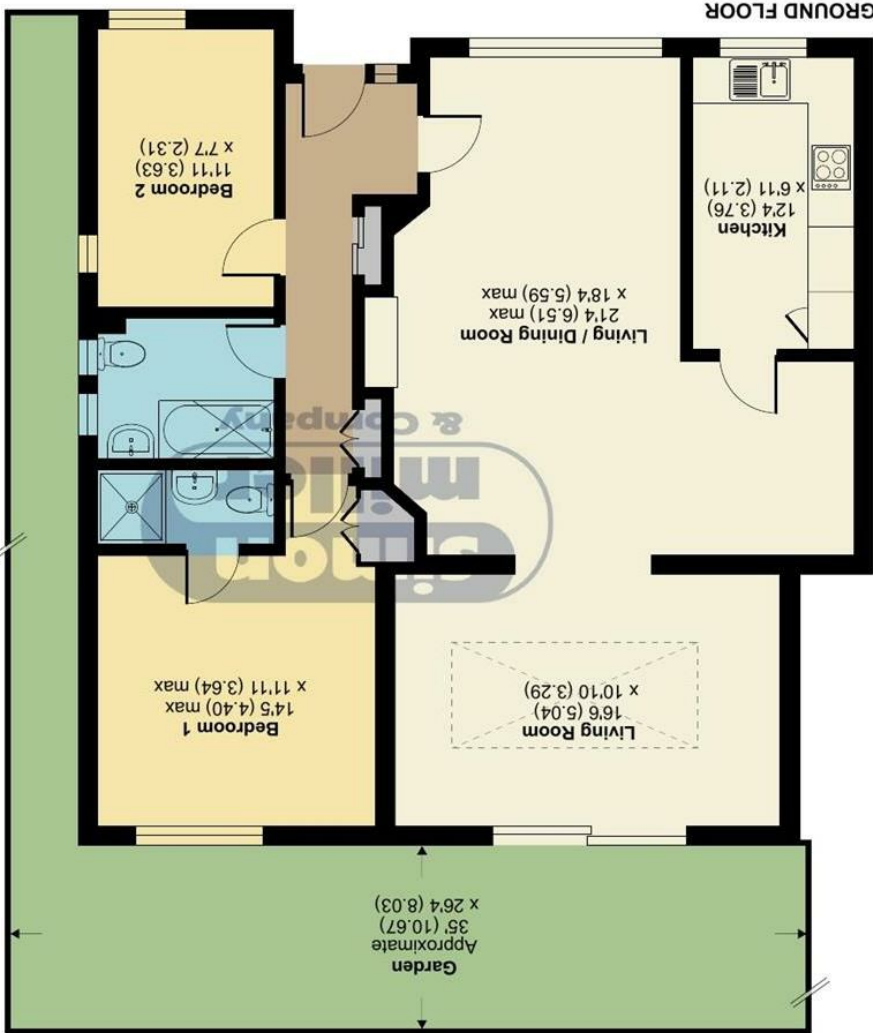 Garden
Approximate
35' (10.67)
x 26'4 (8.03)
Living Room
16'6 (5.04)
x 10'10 (3.29)
Bedroom 1
14'5 (4.40) max
x 11'11 (3.64) max
simon
miller
& Company
Living / Dining Room
21'4 (6.51) max
x 18'4 (5.59) max
Kitchen
12'4 (3.76)
x 6'11 (2.11)
Bedroom 2
11'11 (3.63)
x 7'7 (2.31)
GROUND FLOOR